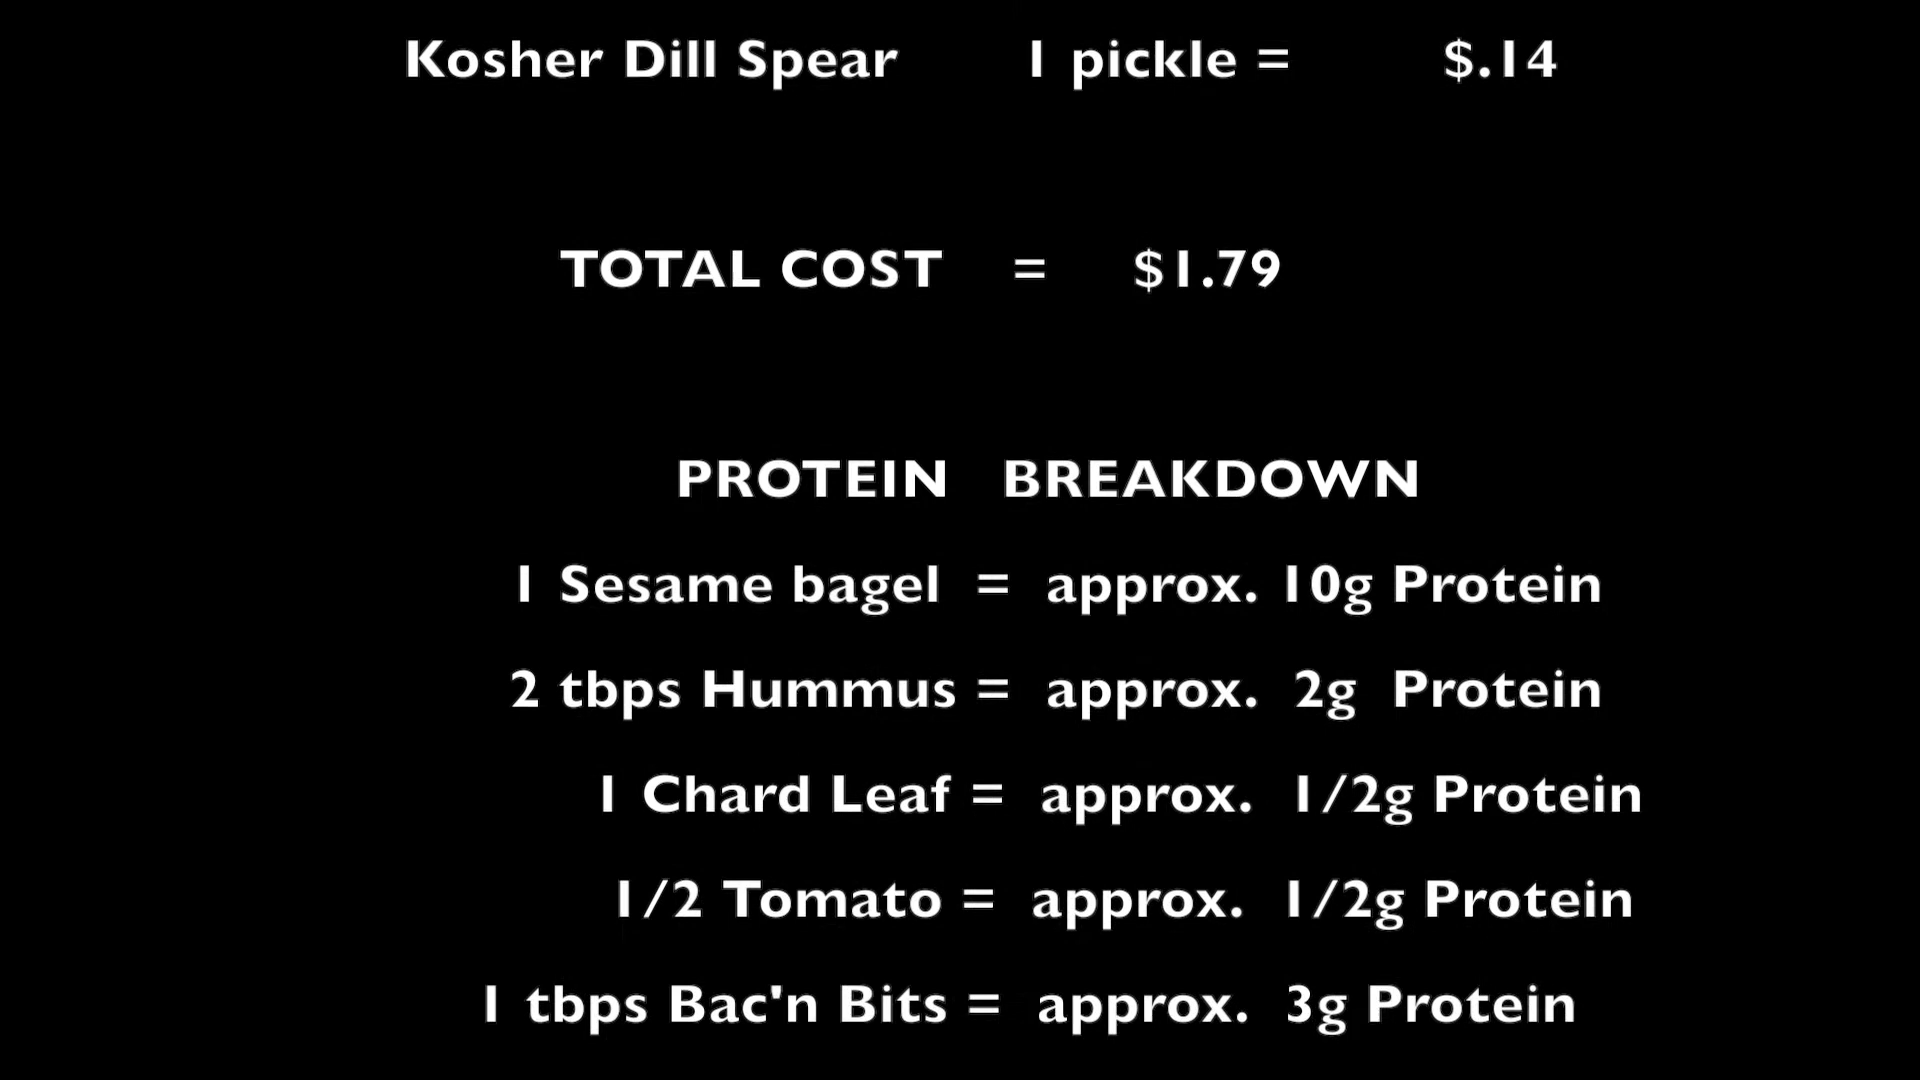 Kosher Dill Spear 1 pickle = $.14
TOTAL COST = $1.79
PROTEIN BREAKDOWN
1 Sesame bagel = approx. 10g Protein
2 tbps Hummus = approx. 2g Protein
1 Chard Leaf = approx. 1/2g Protein
1/2 Tomato = approx. 1/2g Protein
1 tbps Bac'n Bits = approx. 3g Protein